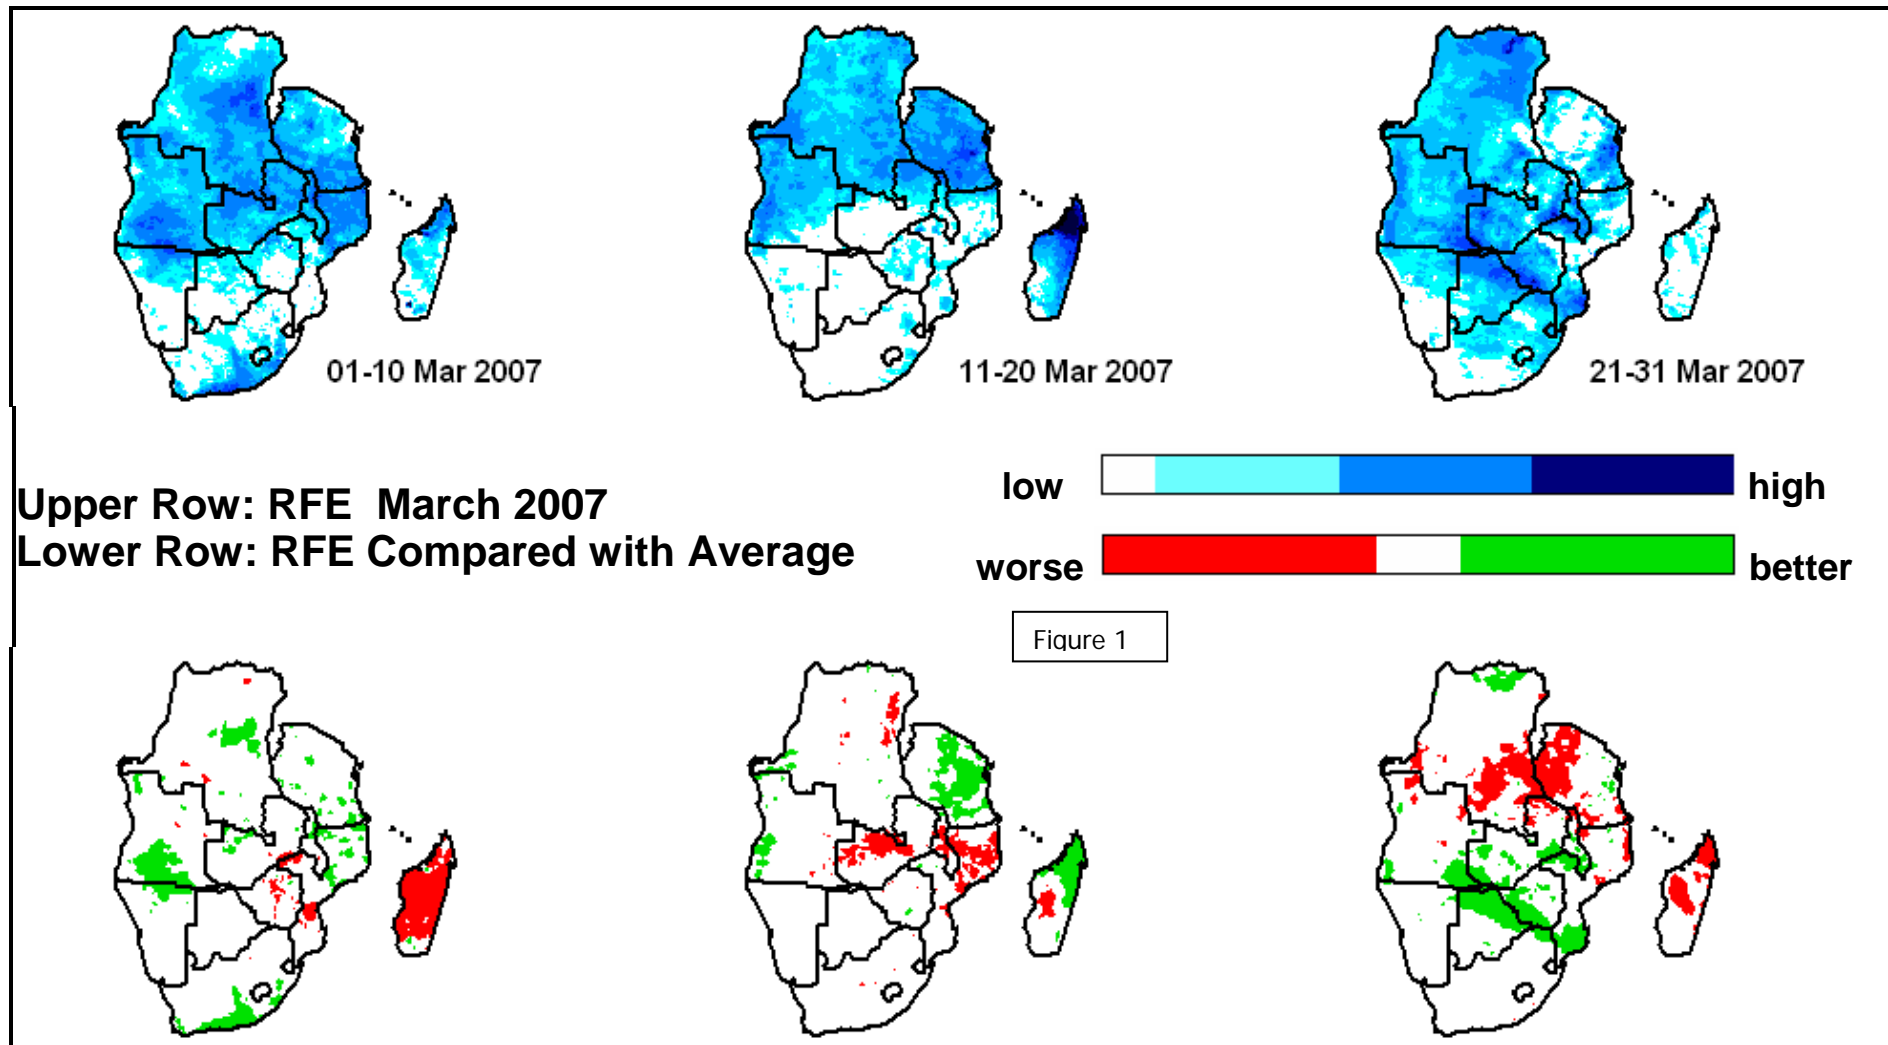 01-10 Mar 2007
11-20 Mar 2007
21-31 Mar 2007
Upper Row: RFE March 2007
Lower Row: RFE Compared with Average
low
high
worse
better
Figure 1